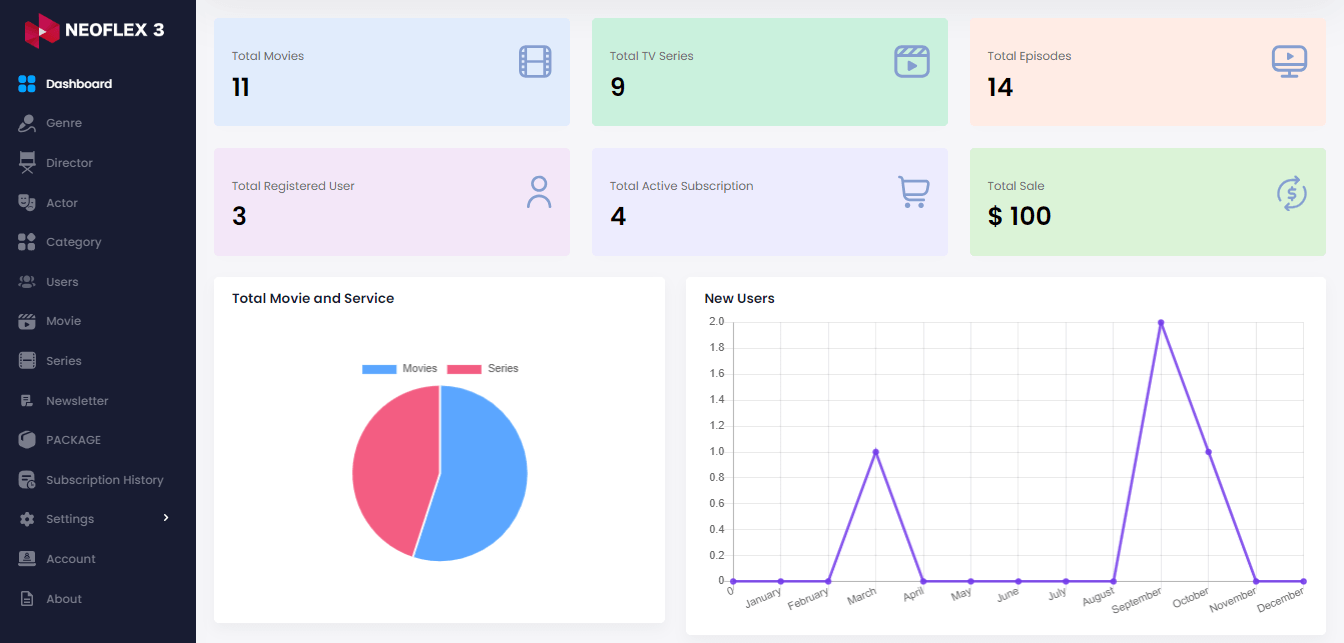 NEOFLEX 3
Dashboard
Genre
Director
Actor
Category
Users
Movie
Series
Newsletter
PACKAGE
Subscription History
Settings
Account
About
Total Movies
11
Total TV Series
9
Total Episodes
14
Total Registered User
3
Total Active Subscription
4
Total Sale
$ 100
Total Movie and Service
Movies
Series
New Users
2.0
1.8
1.6
1.4
1.2
1.0
0.8
0.6
0.4
0.2
0
0
January
February
March
April
May
June
July
August
September
October
November
December